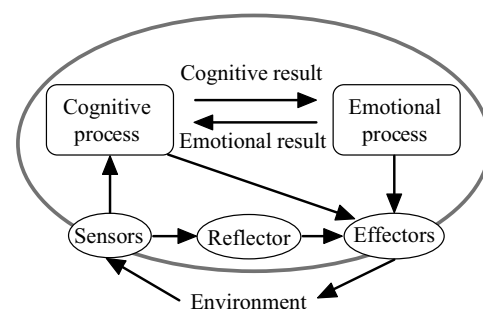 Cognitive result
Cognitive
process
Emotional
process
Emotional result
Sensors
Reflector
Effectors
Environment